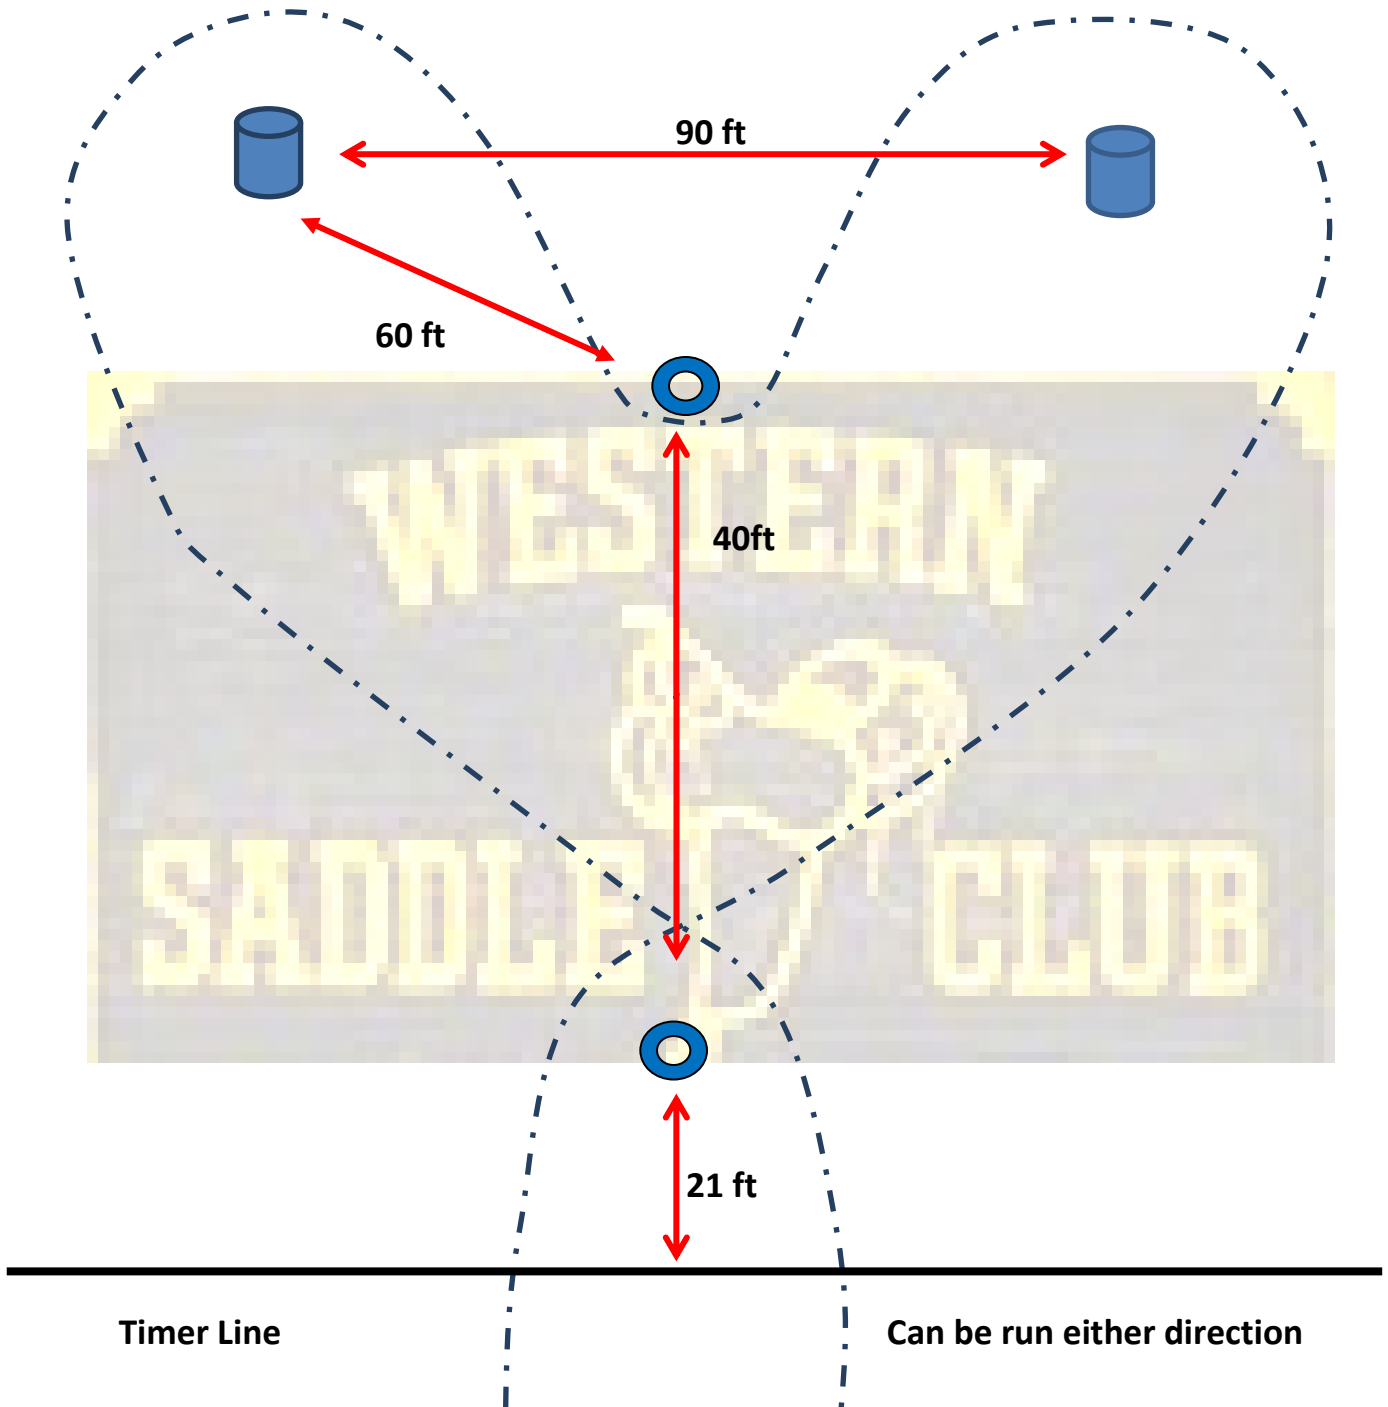 90 ft
60 ft
WESTERN
40ft
SADDLE CLUB
21 ft
Timer Line
Can be run either direction